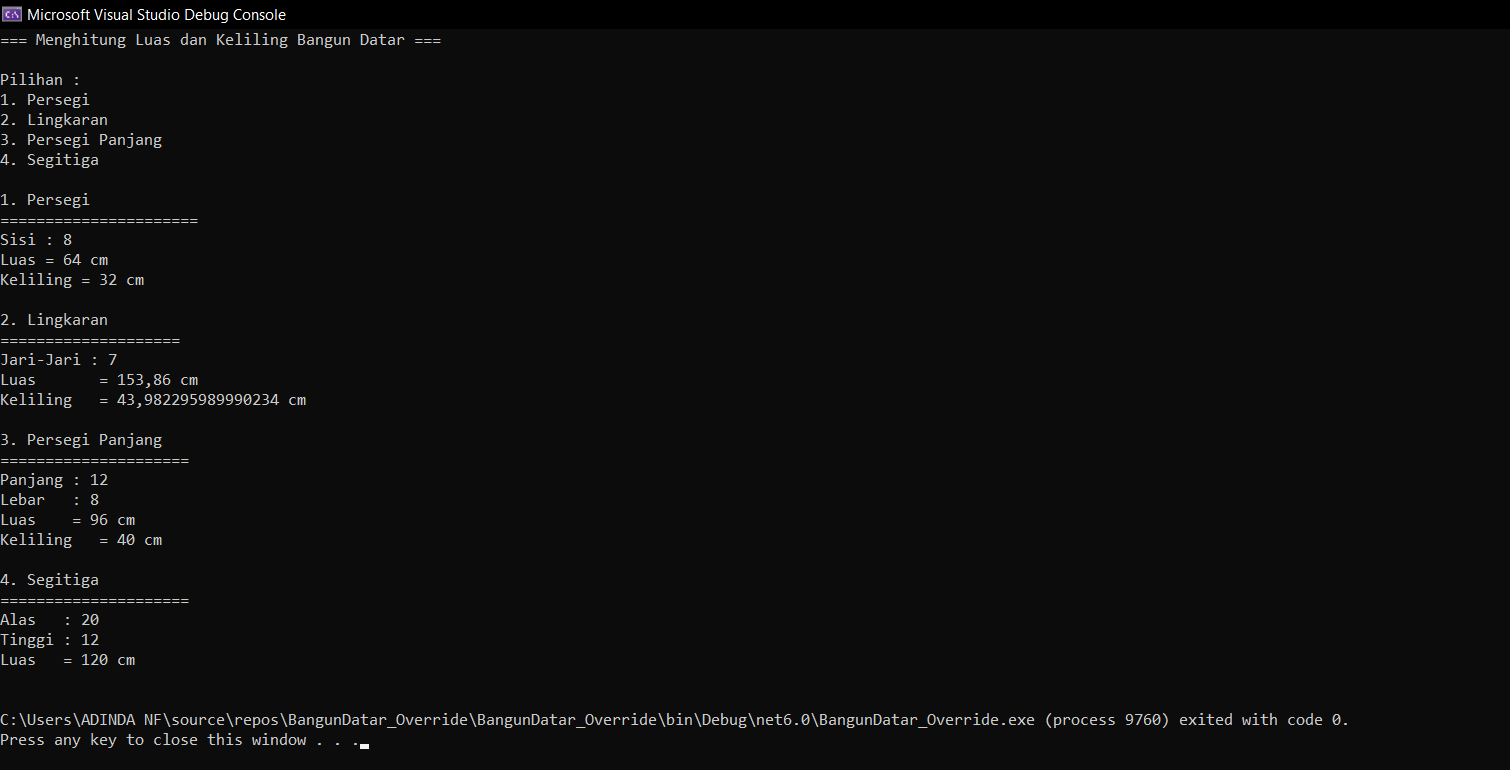 Microsoft Visual Studio Debug Console
=== Menghitung Luas dan Keliling Bangun Datar ===
Pilihan :
1. Persegi
2. Lingkaran
3. Persegi Panjang
4. Segitiga
1. Persegi
======================
Sisi : 8
Luas = 64 cm
Keliling = 32 cm
2. Lingkaran
====================
Jari-Jari : 7
Luas       = 153,86 cm
Keliling   = 43,982295989990234 cm
3. Persegi Panjang
=====================
Panjang : 12
Lebar   : 8
Luas    = 96 cm
Keliling   = 40 cm
4. Segitiga
=====================
Alas   : 20
Tinggi : 12
Luas   = 120 cm
C:\Users\ADINDA NF\source\repos\BangunDatar_Override\BangunDatar_Override\bin\Debug\net6.0\BangunDatar_Override.exe (process 9760) exited with code 0.
Press any key to close this window . . .